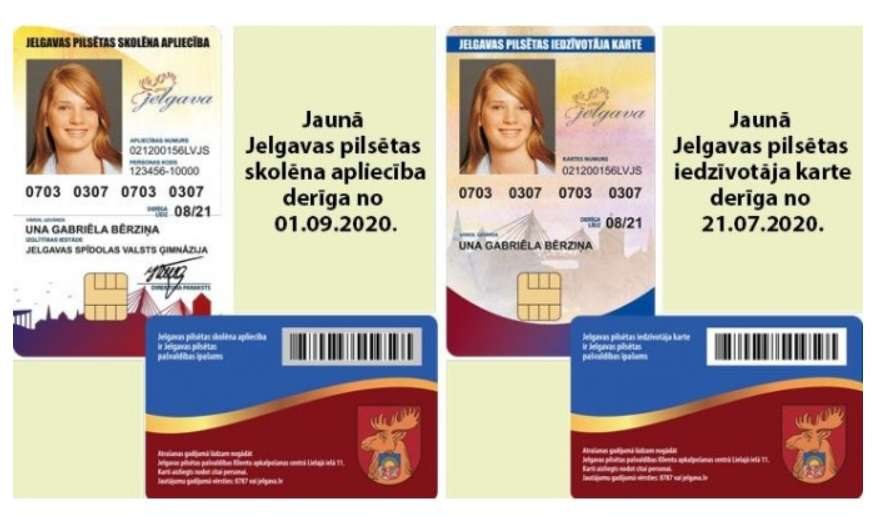 JELGAVAS PILSĒTAS SKOLĒNA APLIECĪBA
jelgava
APLIECĪBAS NUMURS
021200156LVJS
PERSONAS KODS
123456-10000
0703 0307 0703 0307
DERĪGA LĪDZ 08/21
VĀRDS, UZVĀRDS
UNA GABRIĒLA BĒRZIŅA
IZGLĪTĪBAS IESTĀDE
JELGAVAS SPĪDOLAS VALSTS ĢIMNĀZIJA
DIREKTORA PARAKSTS
Jaunā
Jelgavas pilsētas
skolēna apliecība
derīga no
01.09.2020.
Jelgavas pilsētas skolēna apliecība
ir Jelgavas pilsētas
pašvaldības īpašums
Atrašanas gadījumā lūdzam nogādāt
Jelgavas pilsētas pašvaldības Klientu apkalpošanas centrā Lielajā ielā 11.
Karti aizliegts nodot citai personai.
Jautājumu gadījumā vērsties: 8787 vai jelgava.lv
JELGAVAS PILSĒTAS IEDZĪVOTĀJA KARTE
jelgava
KARTES NUMURS
021200156LVJS
0703 0307 0703 0307
DERĪGA LĪDZ 08/21
VĀRDS, UZVĀRDS
UNA GABRIĒLA BĒRZIŅA
Jaunā
Jelgavas pilsētas
iedzīvotāja karte
derīga no
21.07.2020.
Jelgavas pilsētas iedzīvotāja karte
ir Jelgavas pilsētas
pašvaldības īpašums
Atrašanas gadījumā lūdzam nogādāt
Jelgavas pilsētas pašvaldības Klientu apkalpošanas centrā Lielajā ielā 11.
Karti aizliegts nodot citai personai.
Jautājumu gadījumā vērsties: 8787 vai jelgava.lv